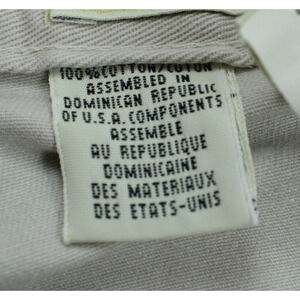 100% COTTON/COTON
ASSEMBLED IN
DOMINICAN REPUBLIC
OF U.S.A. COMPONENTS
ASSEMBLE
AU REPUBLIQUE
DOMINICAINE
DES MATERIAUX
DES ETATS-UNIS